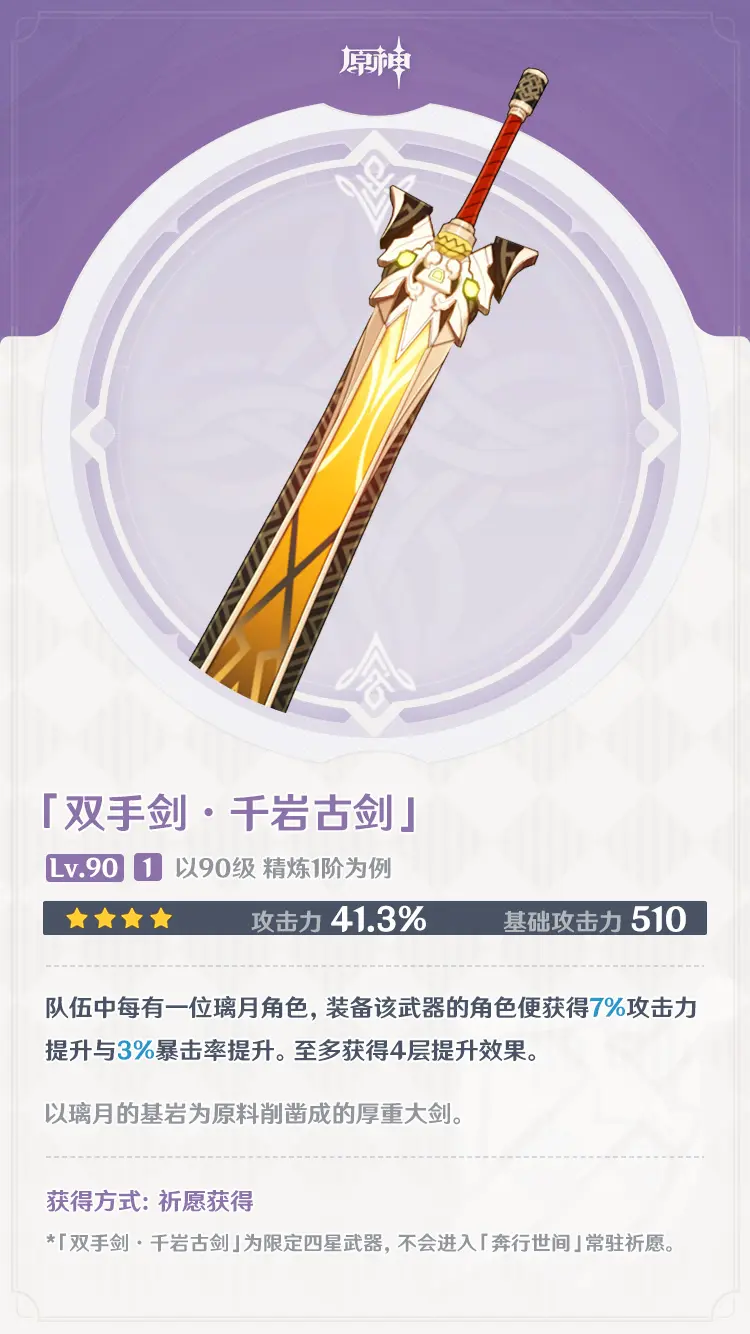 原神
「双手剑·千岩古剑」
Lv.90 1 以90级 精炼1阶为例
攻击力 41.3% 基础攻击力 510
队伍中每有一位璃月角色，装备该武器的角色便获得7%攻击力
提升与3%暴击率提升。至多获得4层提升效果。
以璃月的基岩为原料削凿成的厚重大剑。
获得方式：祈愿获得
*「双手剑·千岩古剑」为限定四星武器，不会进入「奔行世间」常驻祈愿。